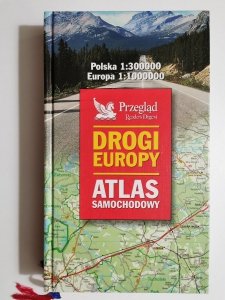 Polska 1:300000
Europa 1:1000000
Przegląd
Reader's Digest
DROGI
EUROPY
ATLAS
SAMOCHODOWY